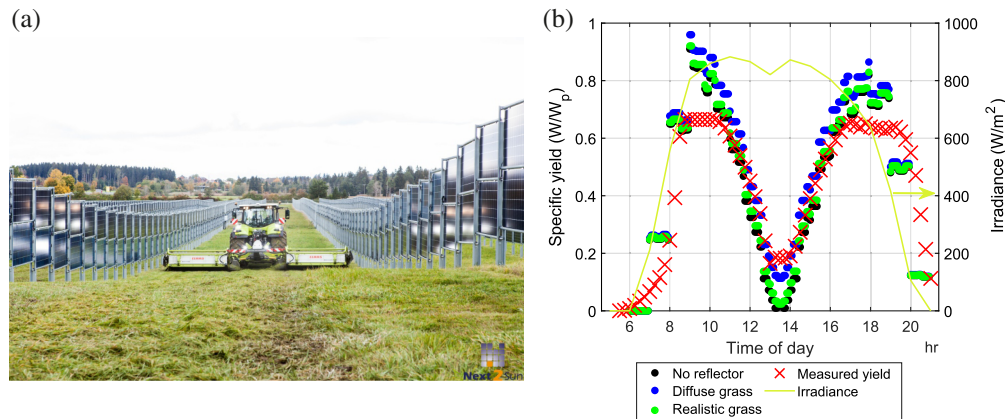 (a)
(b)
CLAAS
CLAAS
Next2Sun
Specific yield (W/Wp)
1
0.8
0.6
0.4
0.2
0
1000
800
600
400
200
0
Irradiance (W/m2)
6 8 10 12 14 16 18 20
Time of day hr
No reflector
Diffuse grass
Realistic grass
Measured yield
Irradiance